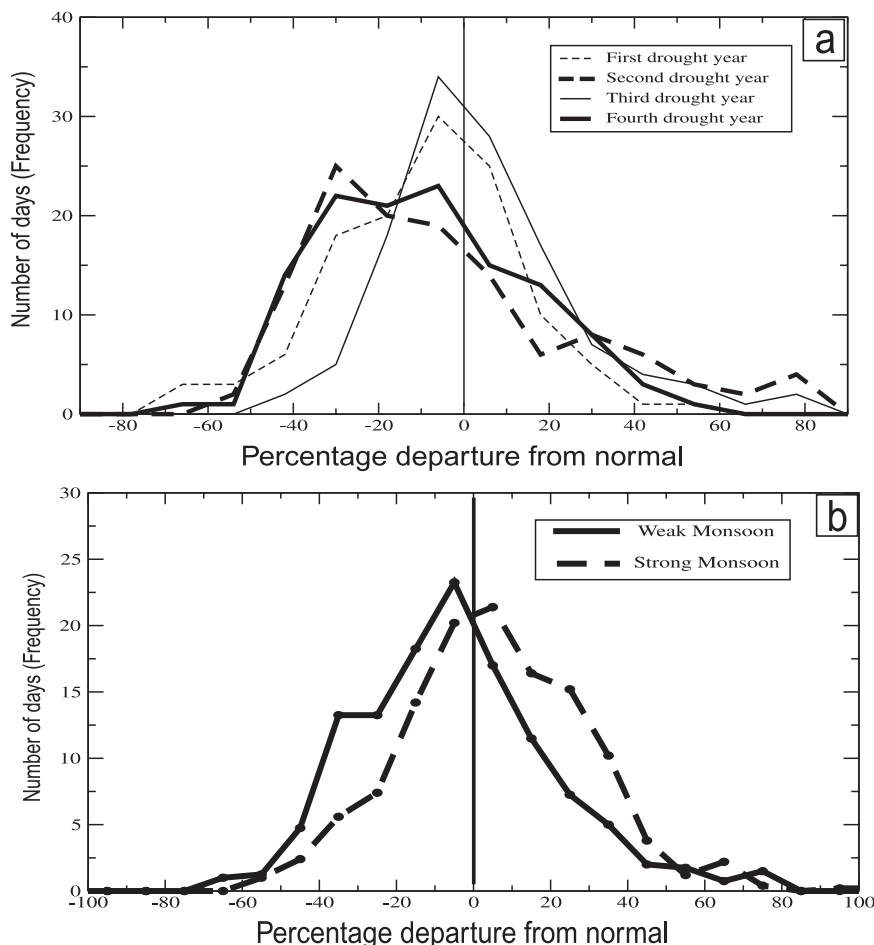 50
a
First drought year
Second drought year
Third drought year
Fourth drought year
40
30
20
10
0
Number of days (Frequency)
-80 -60 -40 -20 0 20 40 60 80
Percentage departure from normal
30
b
Weak Monsoon
Strong Monsoon
25
20
15
10
5
0
Number of days (Frequency)
-100 -80 -60 -40 -20 0 20 40 60 80 100
Percentage departure from normal